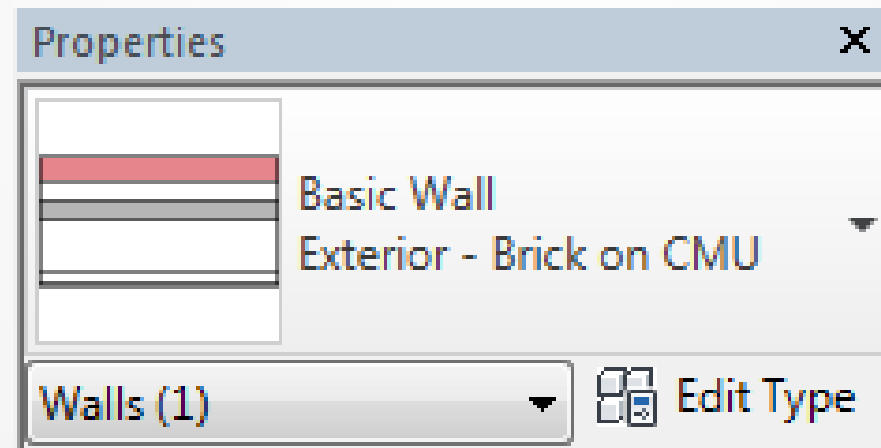 Properties
Basic Wall
Exterior - Brick on CMU
Walls (1)
Edit Type